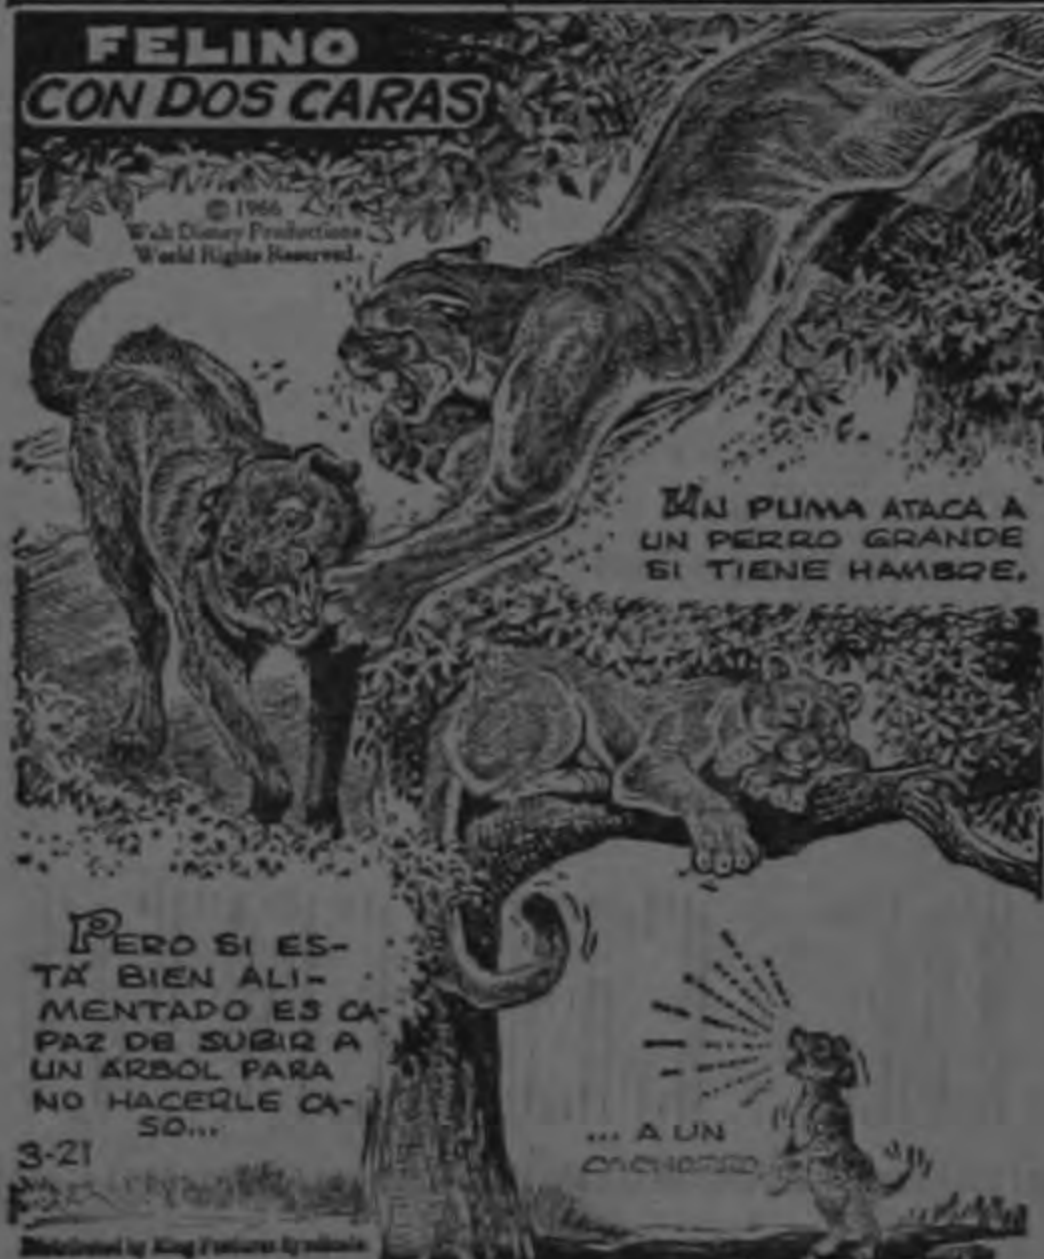 FELINO
CON DOS CARAS
© 1966
Walt Disney Productions
World Rights Reserved.
UN PUMA ATACA A
UN PERRO GRANDE
SI TIENE HAMBRE.
PERO SI ES-
TÁ BIEN ALI-
MENTADO ES CA-
PAZ DE SUBIR A
UN ÁRBOL PARA
NO HACERLE CA-
SO...
... A UN
CACHORRO.
3-21
Distributed by King Features Syndicate.